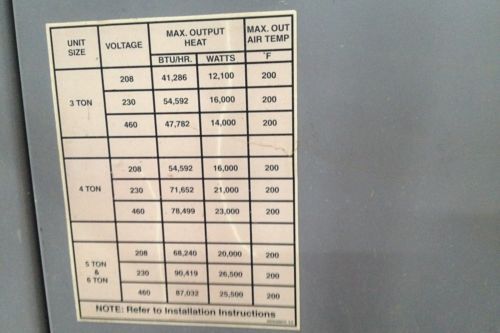 UNIT SIZE VOLTAGE MAX. OUTPUT HEAT MAX. OUT AIR TEMP
BTU/HR. WATTS °F
3 TON 208 41,286 12,100 200
230 54,592 16,000 200
460 47,782 14,000 200
4 TON 208 54,592 16,000 200
230 71,652 21,000 200
460 78,499 23,000 200
5 TON & 6 TON 208 68,240 20,000 200
230 90,419 26,500 200
460 87,032 25,500 200
NOTE: Refer to Installation Instructions